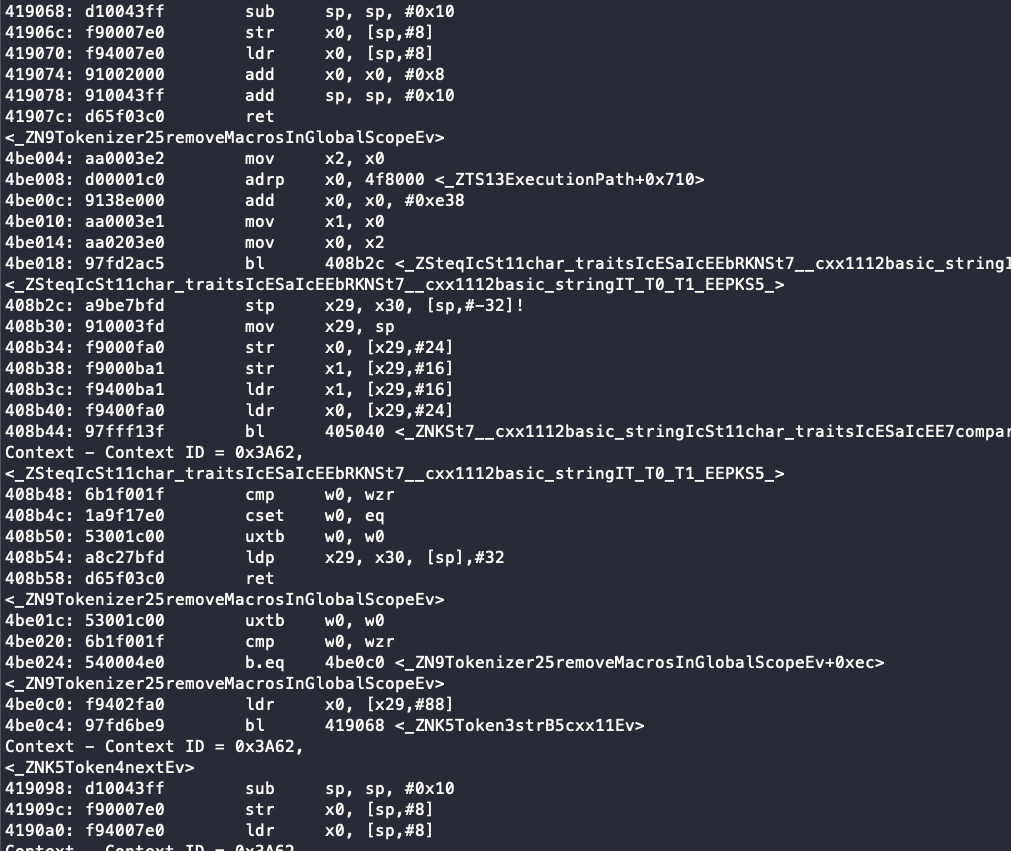 419068: d10043ff sub sp, sp, #0x10
41906c: f90007e0 str x0, [sp,#8]
419070: f94007e0 ldr x0, [sp,#8]
419074: 91002000 add x0, x0, #0x8
419078: 910043ff add sp, sp, #0x10
41907c: d65f03c0 ret
<_ZN9Tokenizer25removeMacrosInGlobalScopeEv>
4be004: aa0003e2 mov x2, x0
4be008: d00001c0 adrp x0, 4f8000 <_ZTS13ExecutionPath+0x710>
4be00c: 9138e000 add x0, x0, #0xe38
4be010: aa0003e1 mov x1, x0
4be014: aa0203e0 mov x0, x2
4be018: 97fd2ac5 bl 408b2c <_ZSteqIcSt11char_traitsIcESaIcEEbRKNSt7__cxx1112basic_stringI
<_ZSteqIcSt11char_traitsIcESaIcEEbRKNSt7__cxx1112basic_stringIT_T0_T1_EEPKS5_>
408b2c: a9be7bfd stp x29, x30, [sp,#-32]!
408b30: 910003fd mov x29, sp
408b34: f9000fa0 str x0, [x29,#24]
408b38: f9000ba1 str x1, [x29,#16]
408b3c: f9400ba1 ldr x1, [x29,#16]
408b40: f9400fa0 ldr x0, [x29,#24]
408b44: 97fff13f bl 405040 <_ZNKSt7__cxx1112basic_stringIcSt11char_traitsIcESaIcEE7compar
Context - Context ID = 0x3A62,
<_ZSteqIcSt11char_traitsIcESaIcEEbRKNSt7__cxx1112basic_stringIT_T0_T1_EEPKS5_>
408b48: 6b1f001f cmp w0, wzr
408b4c: 1a9f17e0 cset w0, eq
408b50: 53001c00 uxtb w0, w0
408b54: a8c27bfd ldp x29, x30, [sp],#32
408b58: d65f03c0 ret
<_ZN9Tokenizer25removeMacrosInGlobalScopeEv>
4be01c: 53001c00 uxtb w0, w0
4be020: 6b1f001f cmp w0, wzr
4be024: 540004e0 b.eq 4be0c0 <_ZN9Tokenizer25removeMacrosInGlobalScopeEv+0xec>
<_ZN9Tokenizer25removeMacrosInGlobalScopeEv>
4be0c0: f9402fa0 ldr x0, [x29,#88]
4be0c4: 97fd6be9 bl 419068 <_ZNK5Token3strB5cxx11Ev>
Context - Context ID = 0x3A62,
<_ZNK5Token4nextEv>
419098: d10043ff sub sp, sp, #0x10
41909c: f90007e0 str x0, [sp,#8]
4190a0: f94007e0 ldr x0, [sp,#8]
Context - Context ID = 0x3A62